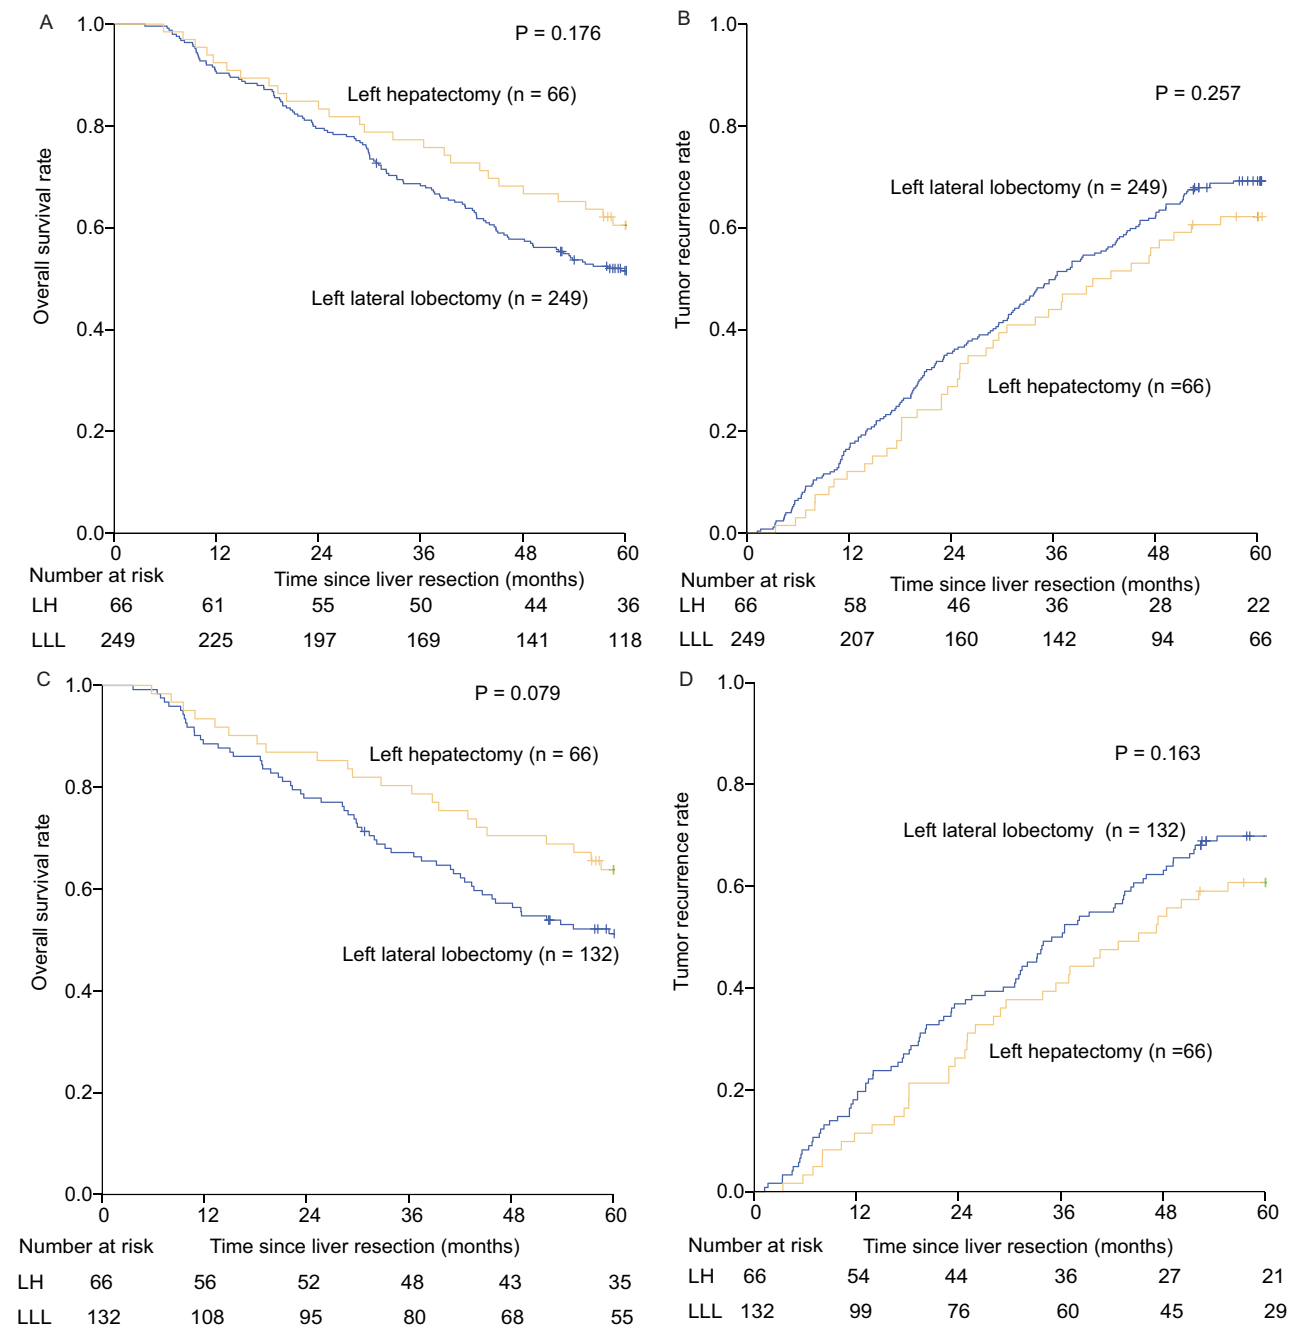 A
1.0
0.8
0.6
0.4
0.2
0.0
Overall survival rate
P = 0.176
Left hepatectomy (n = 66)
Left lateral lobectomy (n = 249)
0 12 24 36 48 60
Number at risk
Time since liver resection (months)
LH 66 61 55 50 44 36
LLL 249 225 197 169 141 118
B
1.0
0.8
0.6
0.4
0.2
0.0
Tumor recurrence rate
P = 0.257
Left lateral lobectomy (n = 249)
Left hepatectomy (n =66)
0 12 24 36 48 60
Number at risk
Time since liver resection (months)
LH 66 58 46 36 28 22
LLL 249 207 160 142 94 66
C
1.0
0.8
0.6
0.4
0.2
0.0
Overall survival rate
P = 0.079
Left hepatectomy (n = 66)
Left lateral lobectomy (n = 132)
0 12 24 36 48 60
Number at risk
Time since liver resection (months)
LH 66 56 52 48 43 35
LLL 132 108 95 80 68 55
D
1.0
0.8
0.6
0.4
0.2
0.0
Tumor recurrence rate
P = 0.163
Left lateral lobectomy (n = 132)
Left hepatectomy (n =66)
0 12 24 36 48 60
Number at risk
Time since liver resection (months)
LH 66 54 44 36 27 21
LLL 132 99 76 60 45 29